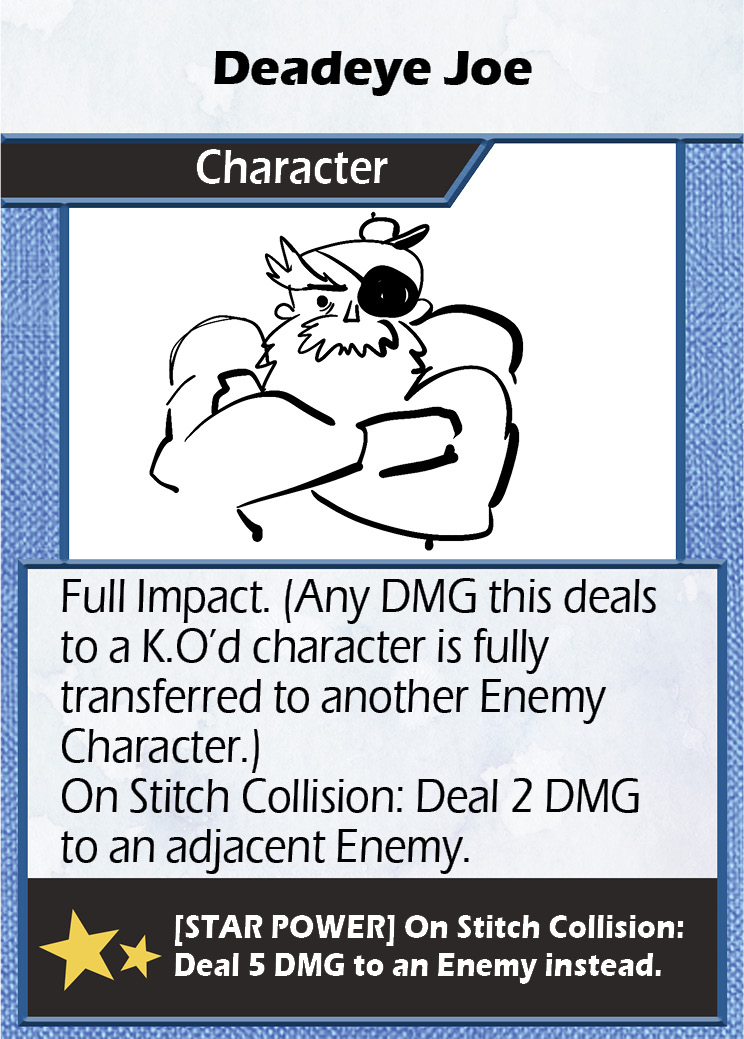 Deadeye Joe
Character
Full Impact. (Any DMG this deals
to a K.O'd character is fully
transferred to another Enemy
Character.)
On Stitch Collision: Deal 2 DMG
to an adjacent Enemy.
[STAR POWER] On Stitch Collision:
Deal 5 DMG to an Enemy instead.